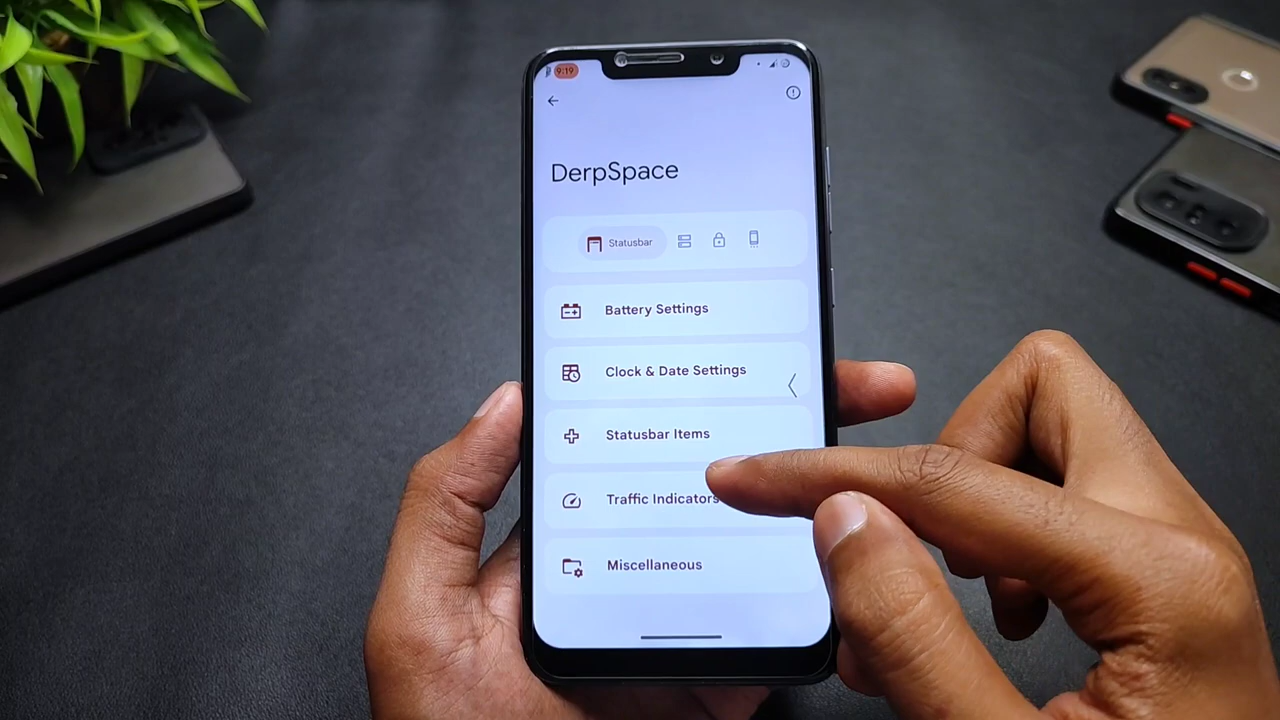 9:19
DerpSpace
Statusbar
Battery Settings
Clock & Date Settings
Statusbar Items
Traffic Indicators
Miscellaneous